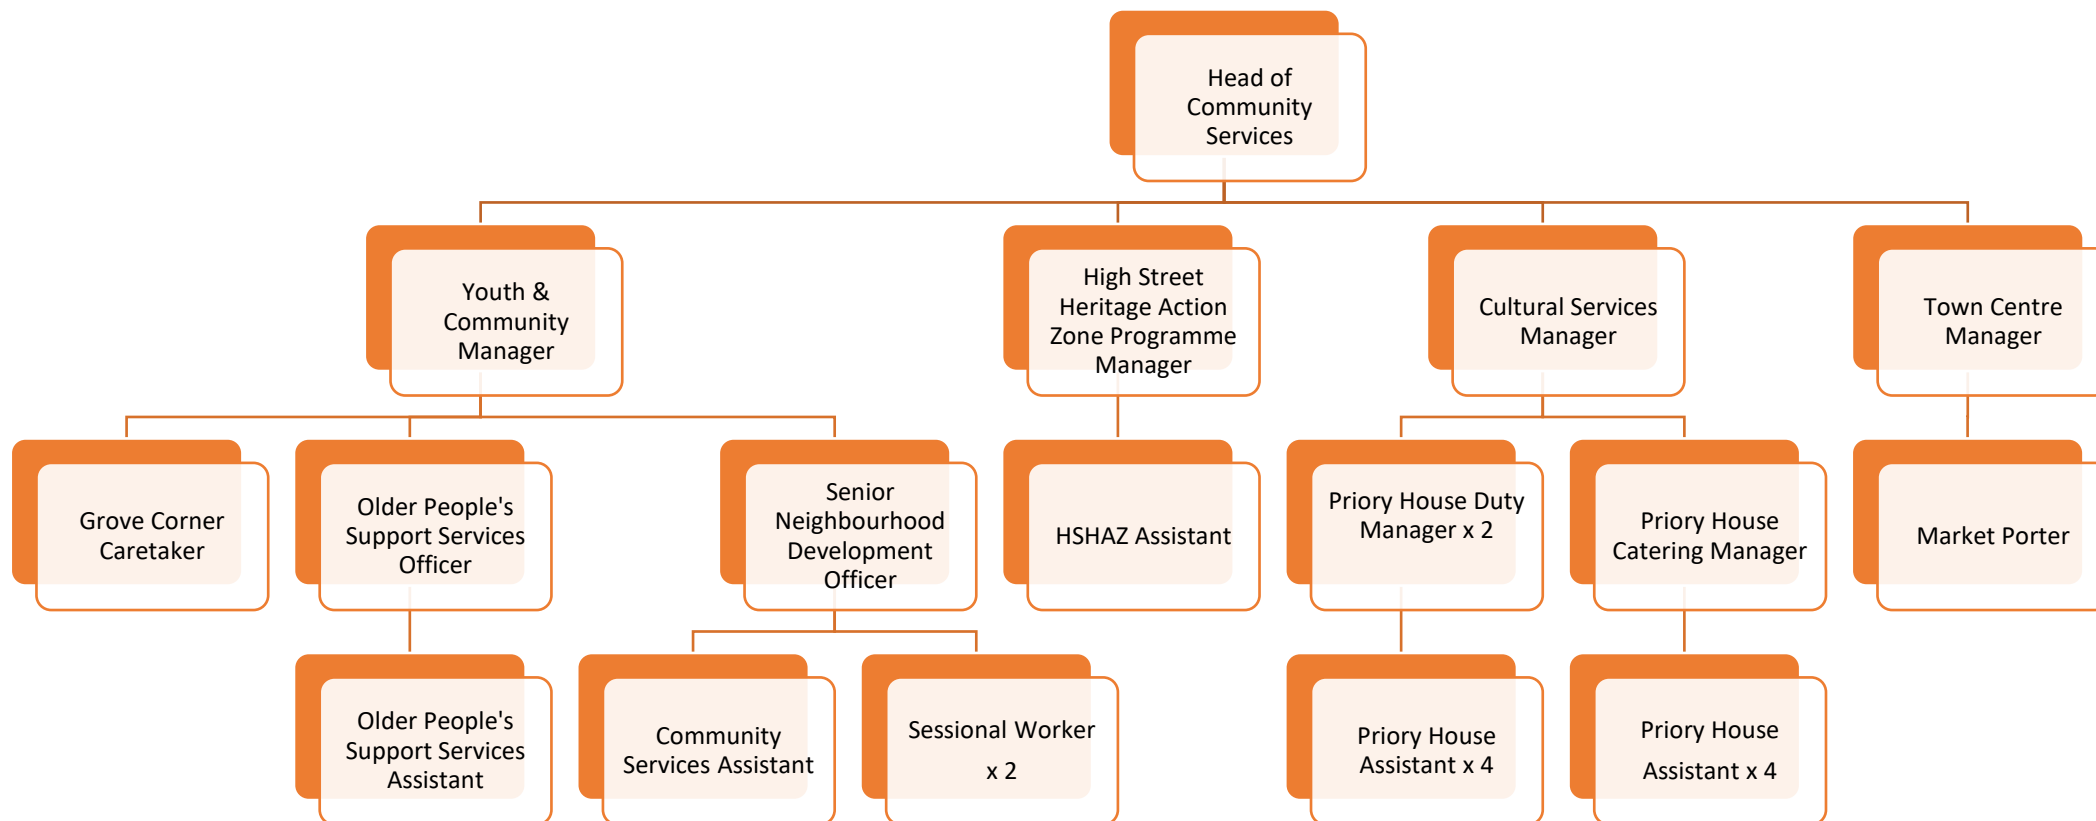 Head of
Community
Services
Youth &
Community
Manager
High Street
Heritage Action
Zone Programme
Manager
Cultural Services
Manager
Town Centre
Manager
Grove Corner
Caretaker
Older People's
Support Services
Officer
Senior
Neighbourhood
Development
Officer
HSHAZ Assistant
Priory House Duty
Manager x 2
Priory House
Catering Manager
Market Porter
Older People's
Support Services
Assistant
Community
Services Assistant
Sessional Worker
x 2
Priory House
Assistant x 4
Priory House
Assistant x 4